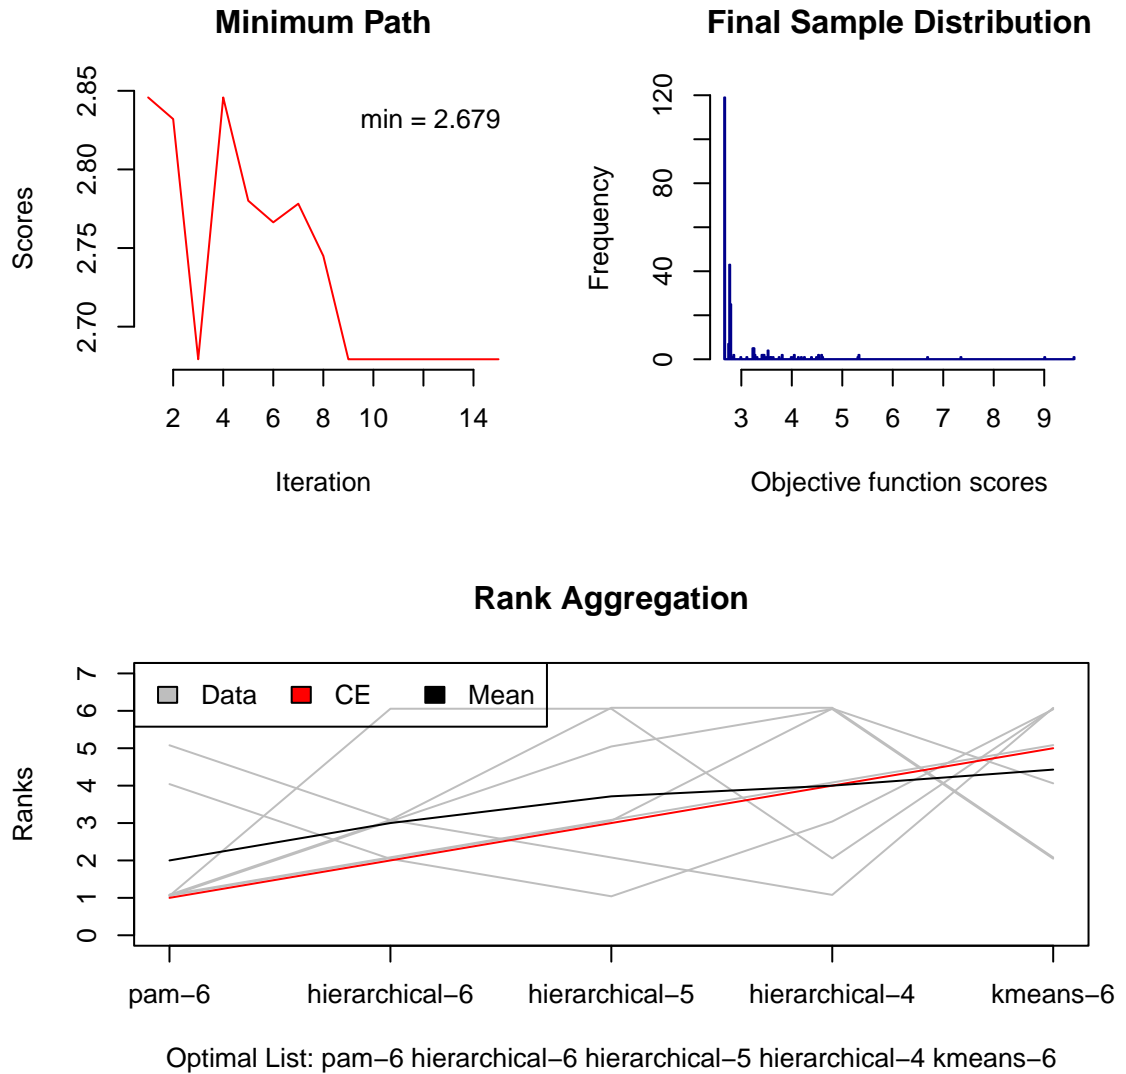 Minimum Path
Scores
2.85
2.80
2.75
2.70
min = 2.679
2 4 6 8 10 14
Iteration
Final Sample Distribution
Frequency
120
80
40
0
3 4 5 6 7 8 9
Objective function scores
Rank Aggregation
Ranks
7
6
5
4
3
2
1
0
Data CE Mean
pam−6 hierarchical−6 hierarchical−5 hierarchical−4 kmeans−6
Optimal List: pam−6 hierarchical−6 hierarchical−5 hierarchical−4 kmeans−6